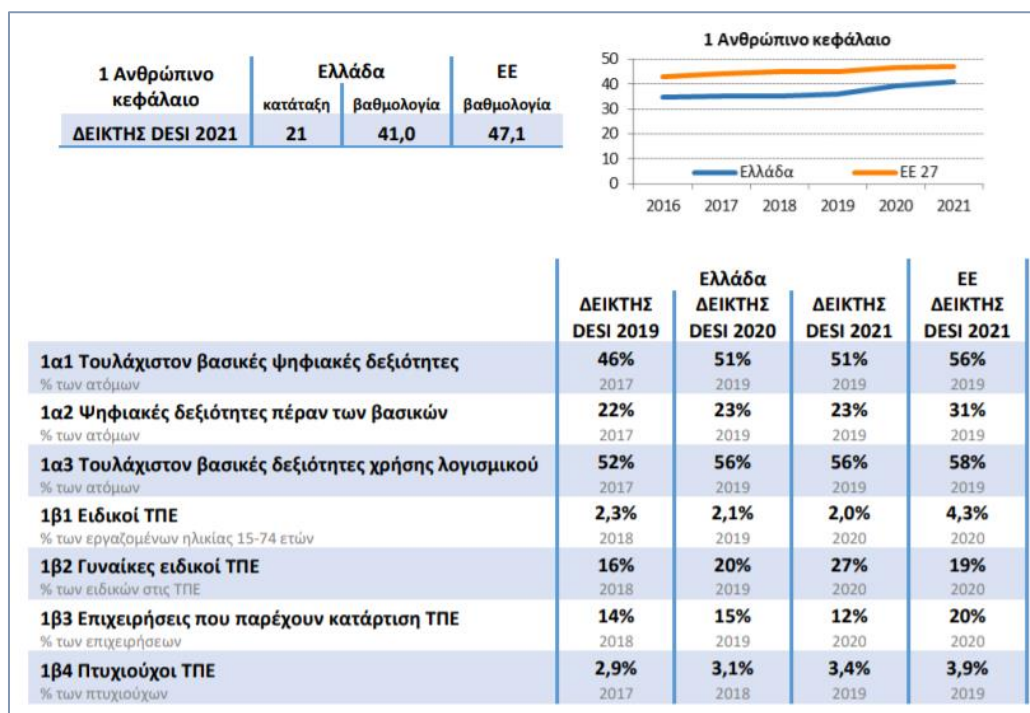 1 Ανθρώπινο κεφάλαιο
Ελλάδα
ΕΕ
κατάταξη
βαθμολογία
βαθμολογία
ΔΕΙΚΤΗΣ DESI 2021
21
41,0
47,1
1 Ανθρώπινο κεφάλαιο
50
40
30
20
10
0
Ελλάδα
ΕΕ 27
2016 2017 2018 2019 2020 2021
Ελλάδα
ΕΕ
ΔΕΙΚΤΗΣ DESI 2019
ΔΕΙΚΤΗΣ DESI 2020
ΔΕΙΚΤΗΣ DESI 2021
ΔΕΙΚΤΗΣ DESI 2021
1α1 Τουλάχιστον βασικές ψηφιακές δεξιότητες 46% 51% 51% 56%
% των ατόμων 2017 2019 2019 2019
1α2 Ψηφιακές δεξιότητες πέραν των βασικών 22% 23% 23% 31%
% των ατόμων 2017 2019 2019 2019
1α3 Τουλάχιστον βασικές δεξιότητες χρήσης λογισμικού 52% 56% 56% 58%
% των ατόμων 2017 2019 2019 2019
1β1 Ειδικοί ΤΠΕ 2,3% 2,1% 2,0% 4,3%
% των εργαζομένων ηλικίας 15-74 ετών 2018 2019 2020 2020
1β2 Γυναίκες ειδικοί ΤΠΕ 16% 20% 27% 19%
% των ειδικών στις ΤΠΕ 2018 2019 2020 2020
1β3 Επιχειρήσεις που παρέχουν κατάρτιση ΤΠΕ 14% 15% 12% 20%
% των επιχειρήσεων 2018 2019 2020 2020
1β4 Πτυχιούχοι ΤΠΕ 2,9% 3,1% 3,4% 3,9%
% των πτυχιούχων 2017 2018 2019 2019